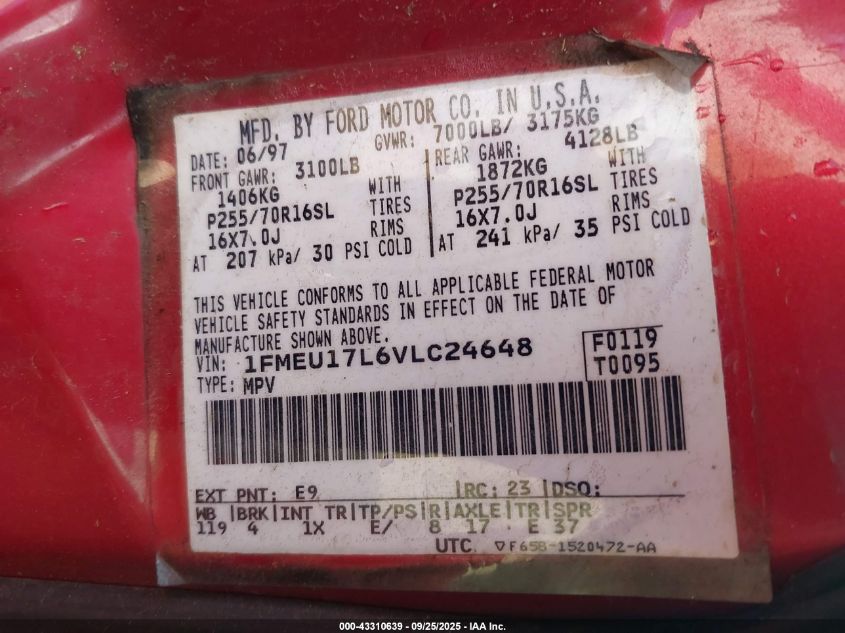 MFD. BY FORD MOTOR CO. IN U.S.A.
DATE: 06/97 GVWR: 7000LB/ 3175KG
FRONT GAWR: 3100LB REAR GAWR: 4128LB
1406KG WITH 1872KG WITH
P255/70R16SL TIRES P255/70R16SL TIRES
16X7.0J RIMS 16X7.0J RIMS
AT 207 kPa/ 30 PSI COLD AT 241 kPa/ 35 PSI COLD
THIS VEHICLE CONFORMS TO ALL APPLICABLE FEDERAL MOTOR
VEHICLE SAFETY STANDARDS IN EFFECT ON THE DATE OF
MANUFACTURE SHOWN ABOVE.
VIN: 1FMEU17L6VLC24648 F0119
TYPE: MPV T0095
EXT PNT: E9 RC: 23 DSO:
WB BRK INT TR TP/PS R AXLE TR SPR
119 4 1X E/ 8 17 E 37
UTC ▽F65B-1520472-AA
000-43310639 - 09/25/2025 - IAA Inc.